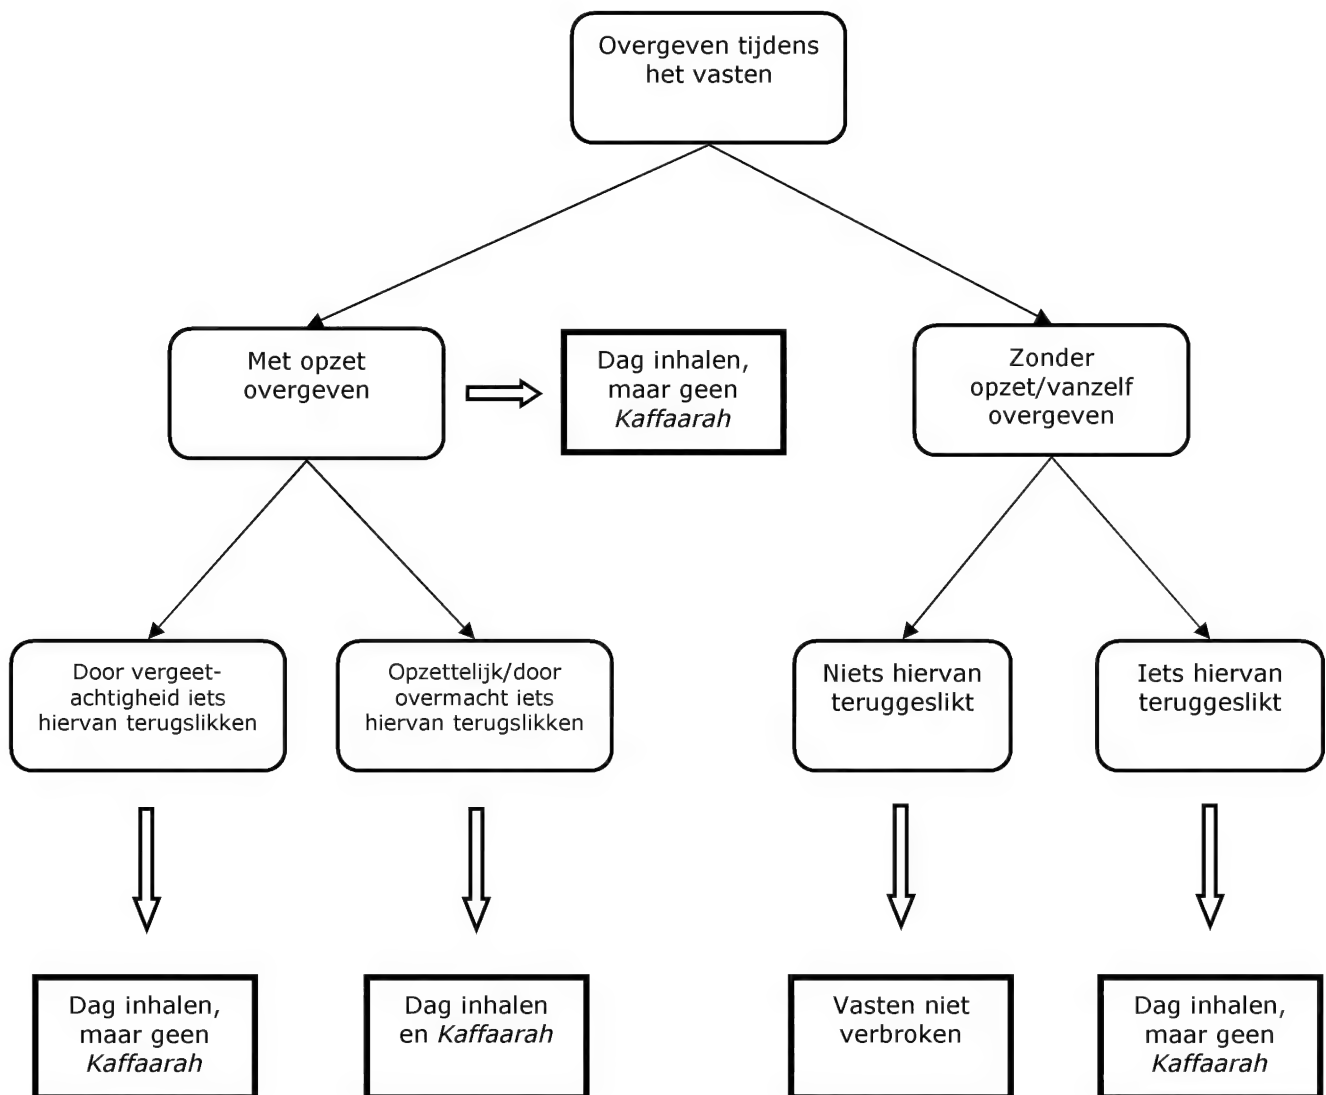 Overgeven tijdens
het vasten
Met opzet
overgeven
Dag inhalen,
maar geen
Kaffaarah
Zonder
opzet/vanzelf
overgeven
Door vergeet-
achtigheid iets
hiervan terugslikken
Opzettelijk/door
overmacht iets
hiervan terugslikken
Niets hiervan
teruggeslikt
Iets hiervan
teruggeslikt
Dag inhalen,
maar geen
Kaffaarah
Dag inhalen
en Kaffaarah
Vasten niet
verbroken
Dag inhalen,
maar geen
Kaffaarah